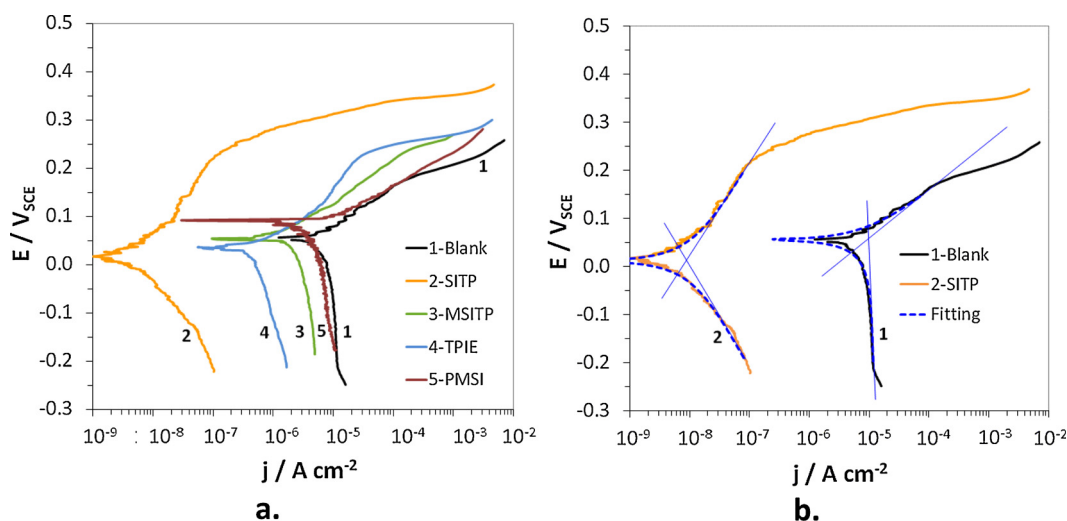 0.5
0.4
0.3
0.2
0.1
0.0
-0.1
-0.2
-0.3
E / V_SCE
10⁻⁹ : 10⁻⁸ 10⁻⁷ 10⁻⁶ 10⁻⁵ 10⁻⁴ 10⁻³ 10⁻²
j / A cm⁻²
1
2
4
3
5
1
1-Blank
2-SITP
3-MSITP
4-TPIE
5-PMSI
a.
0.5
0.4
0.3
0.2
0.1
0.0
-0.1
-0.2
-0.3
E / V_SCE
10⁻⁹ 10⁻⁸ 10⁻⁷ 10⁻⁶ 10⁻⁵ 10⁻⁴ 10⁻³ 10⁻²
j / A cm⁻²
2
1
1-Blank
2-SITP
Fitting
b.